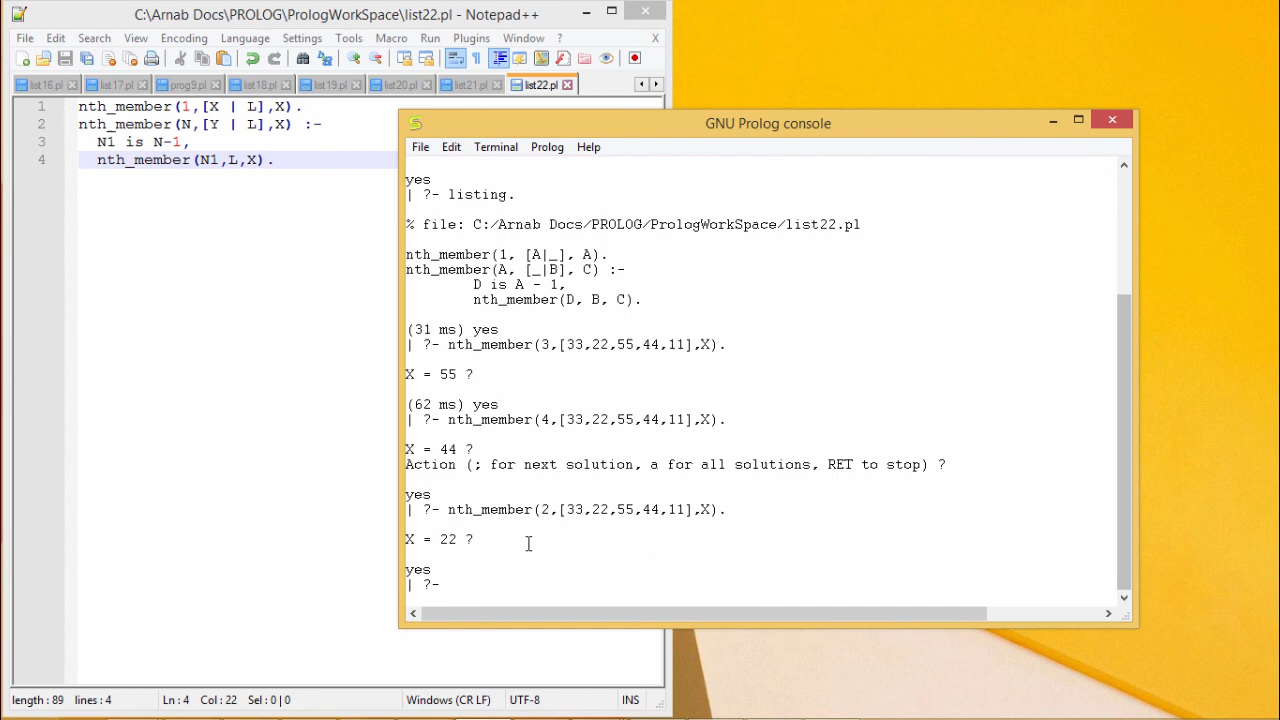 C:\Arnab Docs\PROLOG\PrologWorkSpace\list22.pl - Notepad++
File Edit Search View Encoding Language Settings Tools Macro Run Plugins Window ? X
list16.pl list17.pl prog9.pl list18.pl list19.pl list20.pl list21.pl list22.pl
1 nth_member(1,[X | L],X).
2 nth_member(N,[Y | L],X) :-
3 N1 is N-1,
4 nth_member(N1,L,X).
length : 89 lines : 4 Ln : 4 Col : 22 Sel : 0 | 0 Windows (CR LF) UTF-8 INS
GNU Prolog console
File Edit Terminal Prolog Help
yes
| ?- listing.
% file: C:/Arnab Docs/PROLOG/PrologWorkSpace/list22.pl
nth_member(1, [A|_], A).
nth_member(A, [_|B], C) :-
D is A - 1,
nth_member(D, B, C).
(31 ms) yes
| ?- nth_member(3,[33,22,55,44,11],X).
X = 55 ?
(62 ms) yes
| ?- nth_member(4,[33,22,55,44,11],X).
X = 44 ?
Action (; for next solution, a for all solutions, RET to stop) ?
yes
| ?- nth_member(2,[33,22,55,44,11],X).
X = 22 ?
yes
| ?-